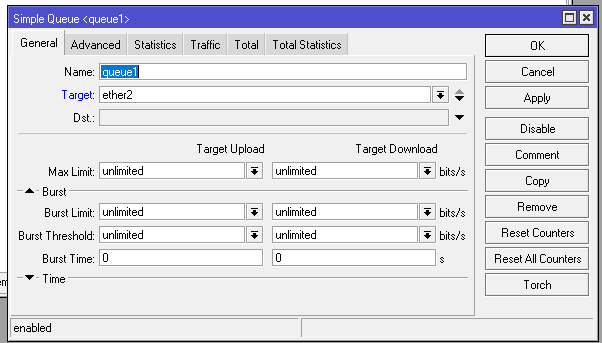 Simple Queue <queue1>
General Advanced Statistics Traffic Total Total Statistics
Name: queue1
Target: ether2
Dst.:
Target Upload Target Download
Max Limit: unlimited unlimited bits/s
Burst
Burst Limit: unlimited unlimited bits/s
Burst Threshold: unlimited unlimited bits/s
Burst Time: 0 0 s
Time
enabled
OK
Cancel
Apply
Disable
Comment
Copy
Remove
Reset Counters
Reset All Counters
Torch